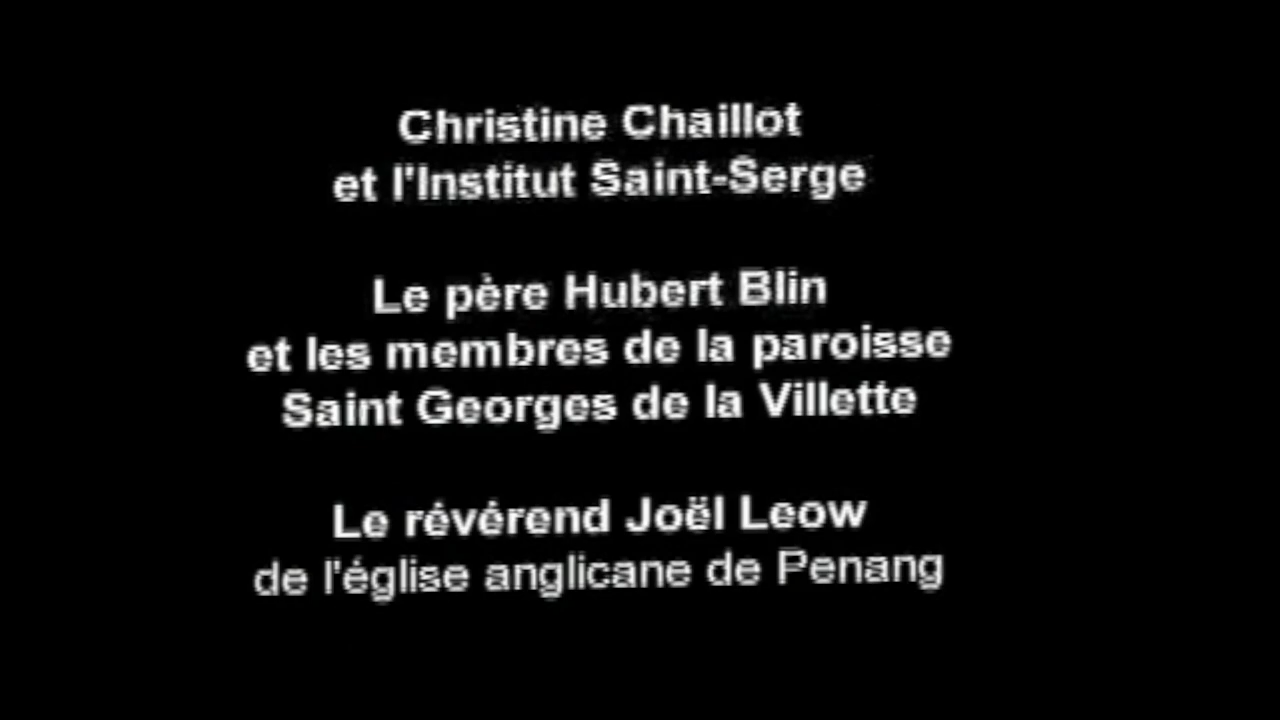 Christine Chaillot
et l'Institut Saint-Serge
Le père Hubert Blin
et les membres de la paroisse
Saint Georges de la Villette
Le révérend Joël Leow
de l'église anglicane de Penang